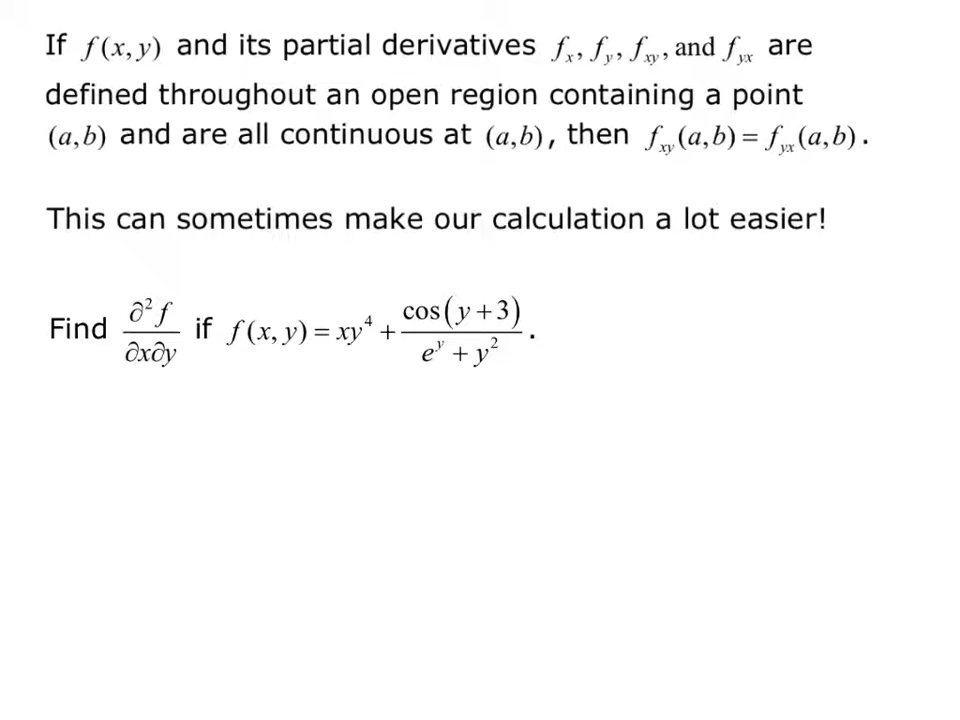 If f(x, y) and its partial derivatives fₓ, f_y, f_xy, and f_yx are
defined throughout an open region containing a point
(a,b) and are all continuous at (a,b), then f_xy(a,b) = f_yx(a,b).
This can sometimes make our calculation a lot easier!
Find ∂²f/∂x∂y if f(x, y) = xy⁴ + cos(y+3)/(eʸ + y²).